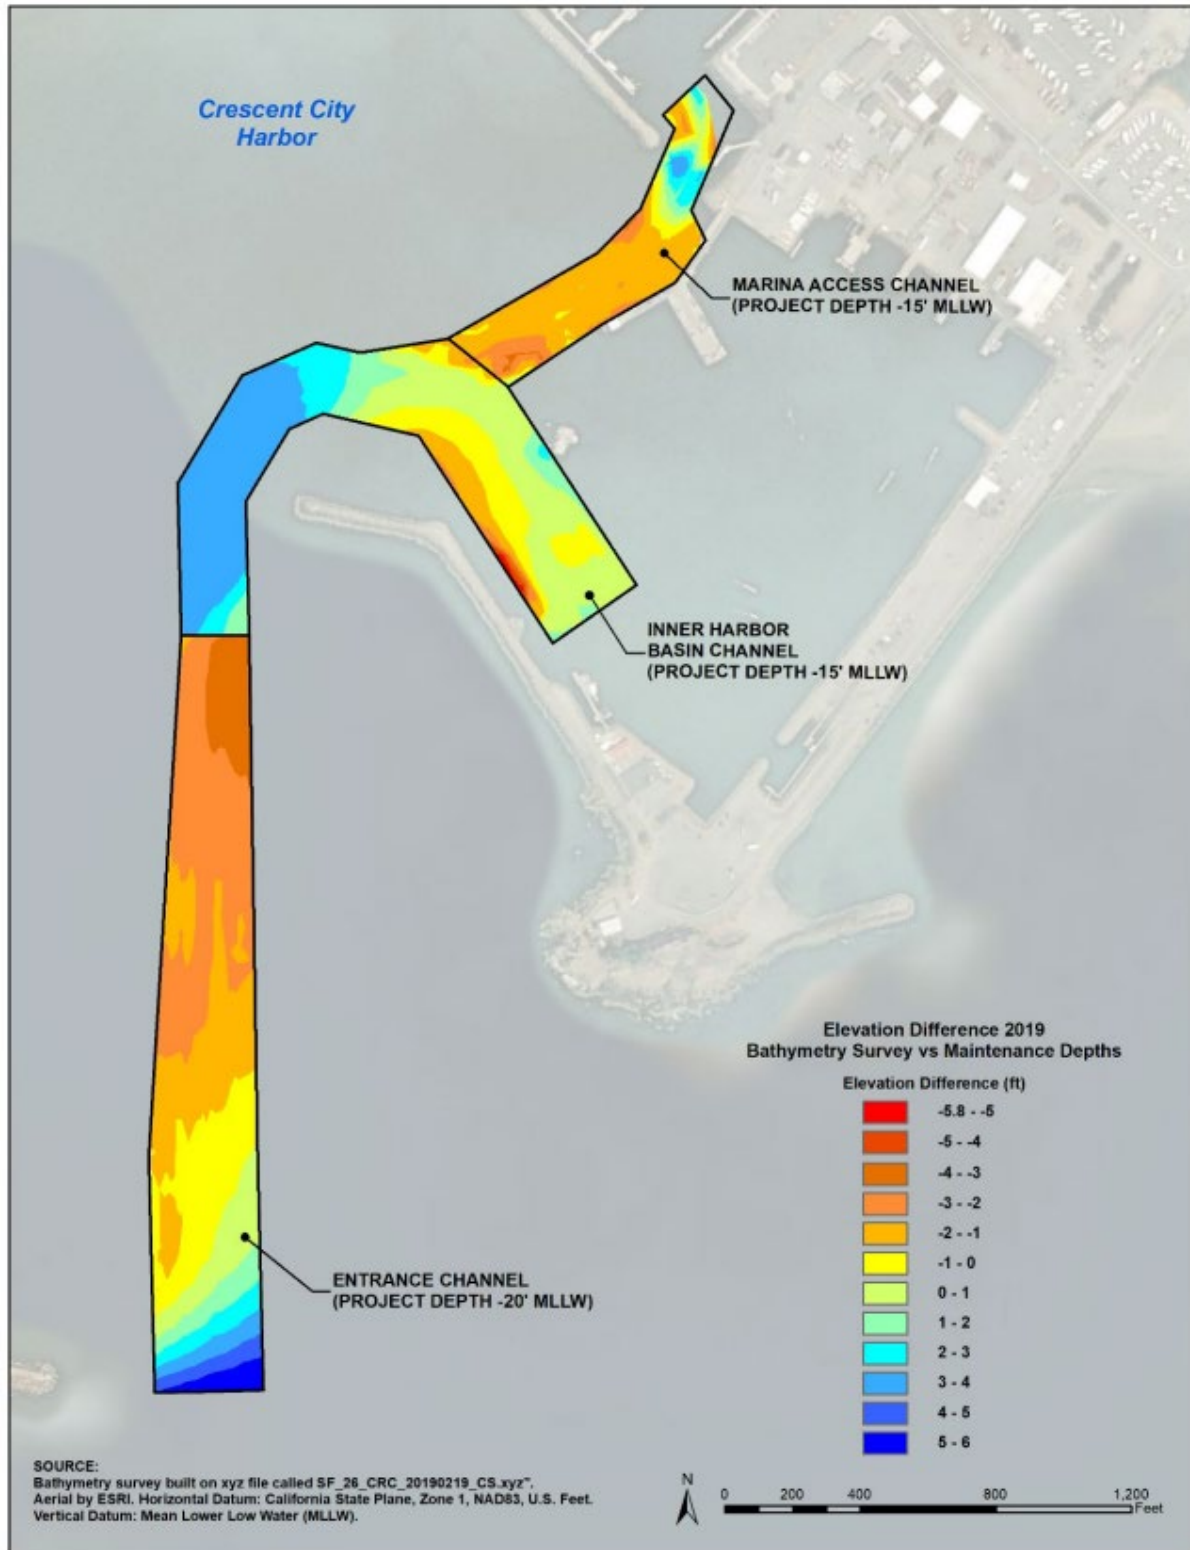 Crescent City
Harbor
MARINA ACCESS CHANNEL
(PROJECT DEPTH -15' MLLW)
INNER HARBOR
BASIN CHANNEL
(PROJECT DEPTH -15' MLLW)
ENTRANCE CHANNEL
(PROJECT DEPTH -20' MLLW)
Elevation Difference 2019
Bathymetry Survey vs Maintenance Depths
Elevation Difference (ft)
-5.8 - -5
-5 - -4
-4 - -3
-3 - -2
-2 - -1
-1 - 0
0 - 1
1 - 2
2 - 3
3 - 4
4 - 5
5 - 6
SOURCE:
Bathymetry survey built on xyz file called SF_26_CRC_20190219_CS.xyz".
Aerial by ESRI. Horizontal Datum: California State Plane, Zone 1, NAD83, U.S. Feet.
Vertical Datum: Mean Lower Low Water (MLLW).
N
0 200 400 800 1,200
Feet